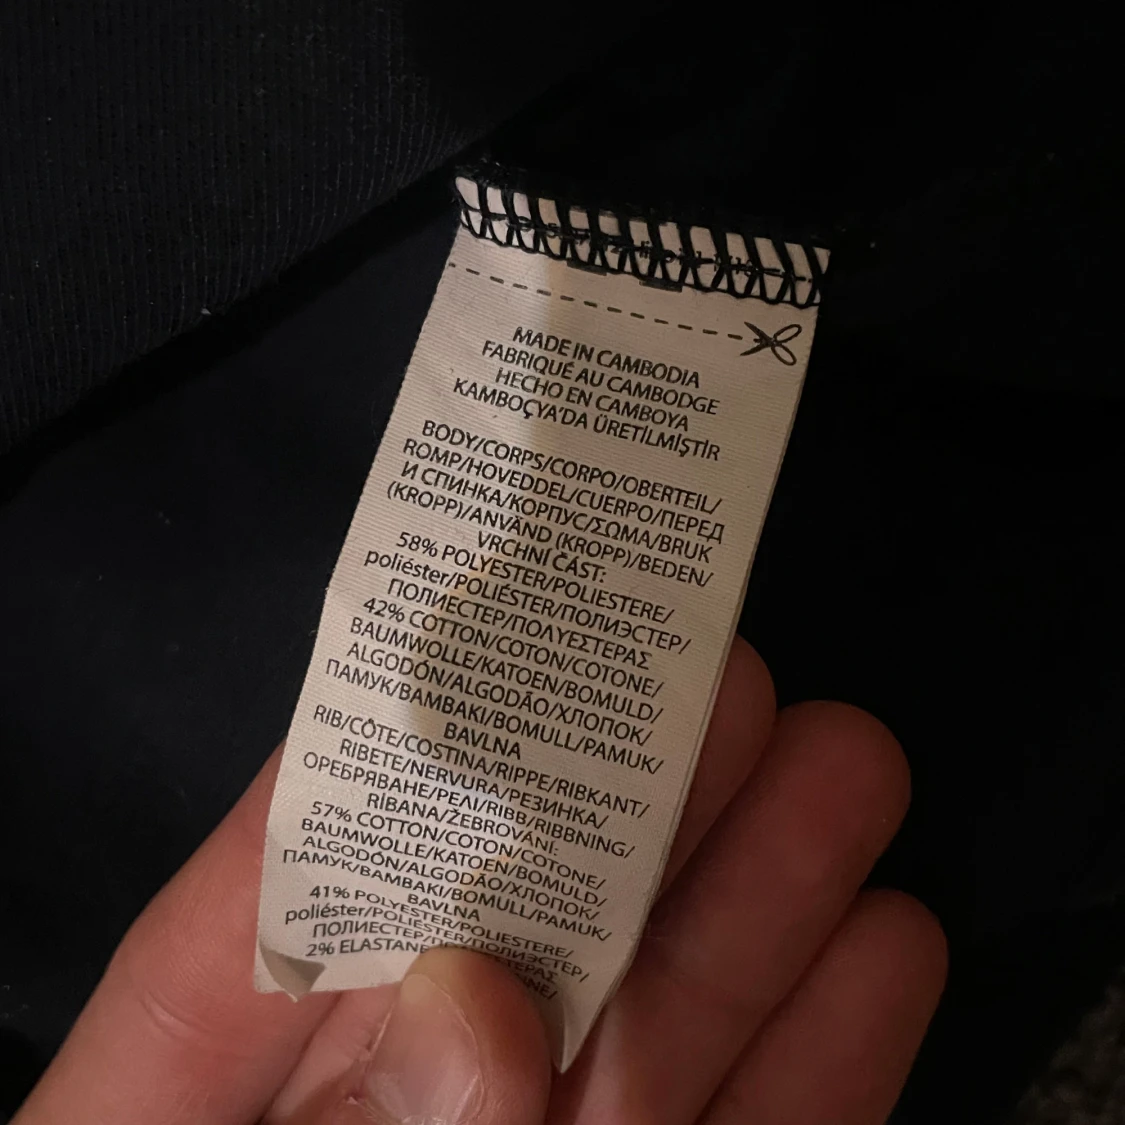 MADE IN CAMBODIA
FABRIQUÉ AU CAMBODGE
HECHO EN CAMBOYA
KAMBOÇYA'DA ÜRETİLMİŞTİR
BODY/CORPS/CORPO/OBERTEIL/
ROMP/HOVEDDEL/CUERPO/ПЕРЕД
И СПИНКА/КОРПУС/ΣΩΜΑ/BRUK
(KROPP)/ANVÄND (KROPP)/BEDEN/
VRCHNÍ ČÁST:
58% POLYESTER/POLIESTERE/
poliéster/POLIÉSTER/ПОЛИЭСТЕР/
ПОЛИЕСТЕР/ΠΟΛΥΕΣΤΕΡΑΣ
42% COTTON/COTON/COTONE/
BAUMWOLLE/KATOEN/BOMULD/
ALGODÓN/ALGODÃO/ХЛОПОК/
ПАМУК/BAMBAKI/BOMULL/PAMUK/
BAVLNA
RIB/CÔTE/COSTINA/RIPPE/RIBKANT/
RIBETE/NERVURA/РЕЗИНКА/
ОРЕБРЯВАНЕ/ΡΕΛΙ/RIBB/RIBBNING/
RİBANA/ŽEBROVÁNÍ:
57% COTTON/COTON/COTONE/
BAUMWOLLE/KATOEN/BOMULD/
ALGODÓN/ALGODÃO/ХЛОПОК/
ПАМУК/BAMBAKI/BOMULL/PAMUK/
BAVLNA
41% POLYESTER/POLIESTERE/
poliéster/POLIÉSTER/ПОЛИЭСТЕР/
ПОЛИЕСТЕР/
2% ELASTANE